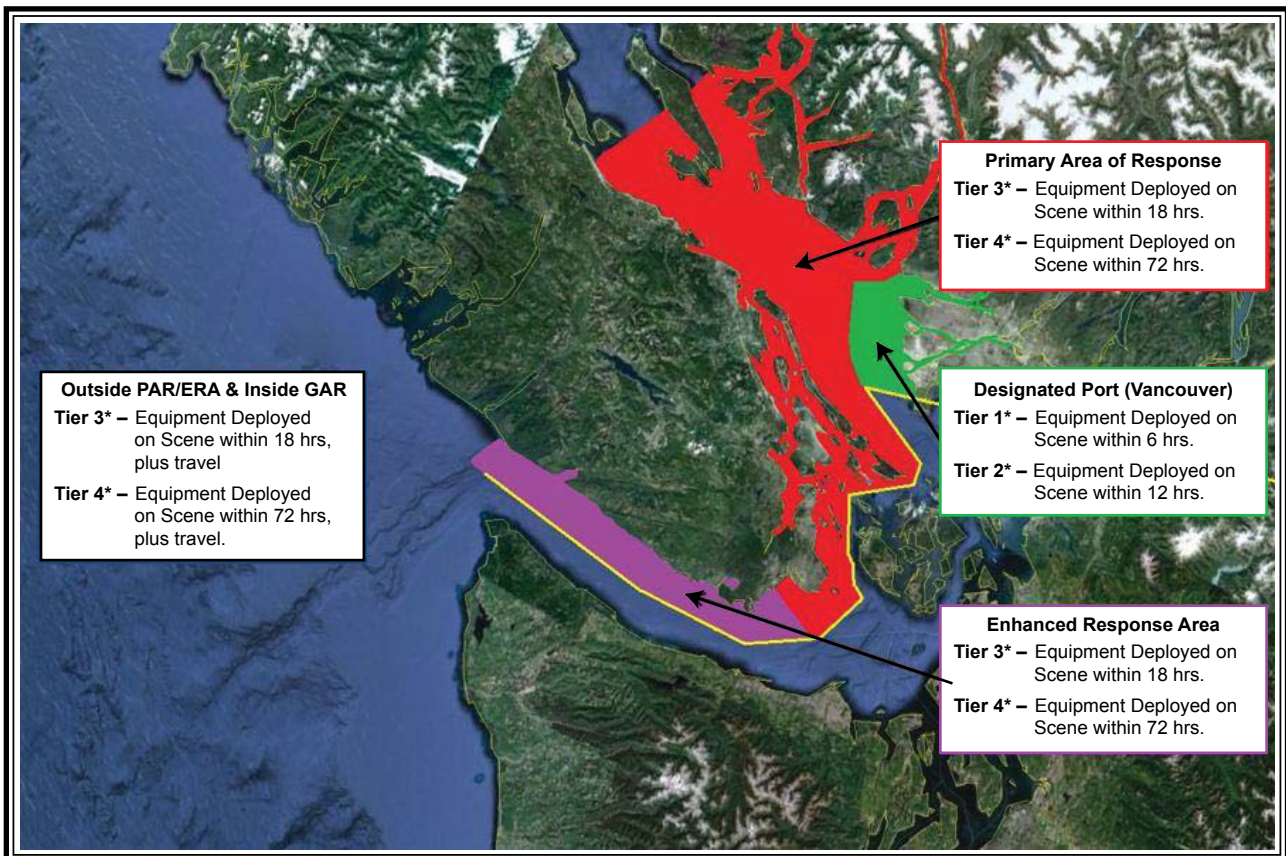 Primary Area of Response
Tier 3* – Equipment Deployed on
Scene within 18 hrs.
Tier 4* – Equipment Deployed on
Scene within 72 hrs.
Outside PAR/ERA & Inside GAR
Tier 3* – Equipment Deployed
on Scene within 18 hrs,
plus travel
Tier 4* – Equipment Deployed
on Scene within 72 hrs,
plus travel.
Designated Port (Vancouver)
Tier 1* – Equipment Deployed on
Scene within 6 hrs.
Tier 2* – Equipment Deployed on
Scene within 12 hrs.
Enhanced Response Area
Tier 3* – Equipment Deployed on
Scene within 18 hrs.
Tier 4* – Equipment Deployed on
Scene within 72 hrs.